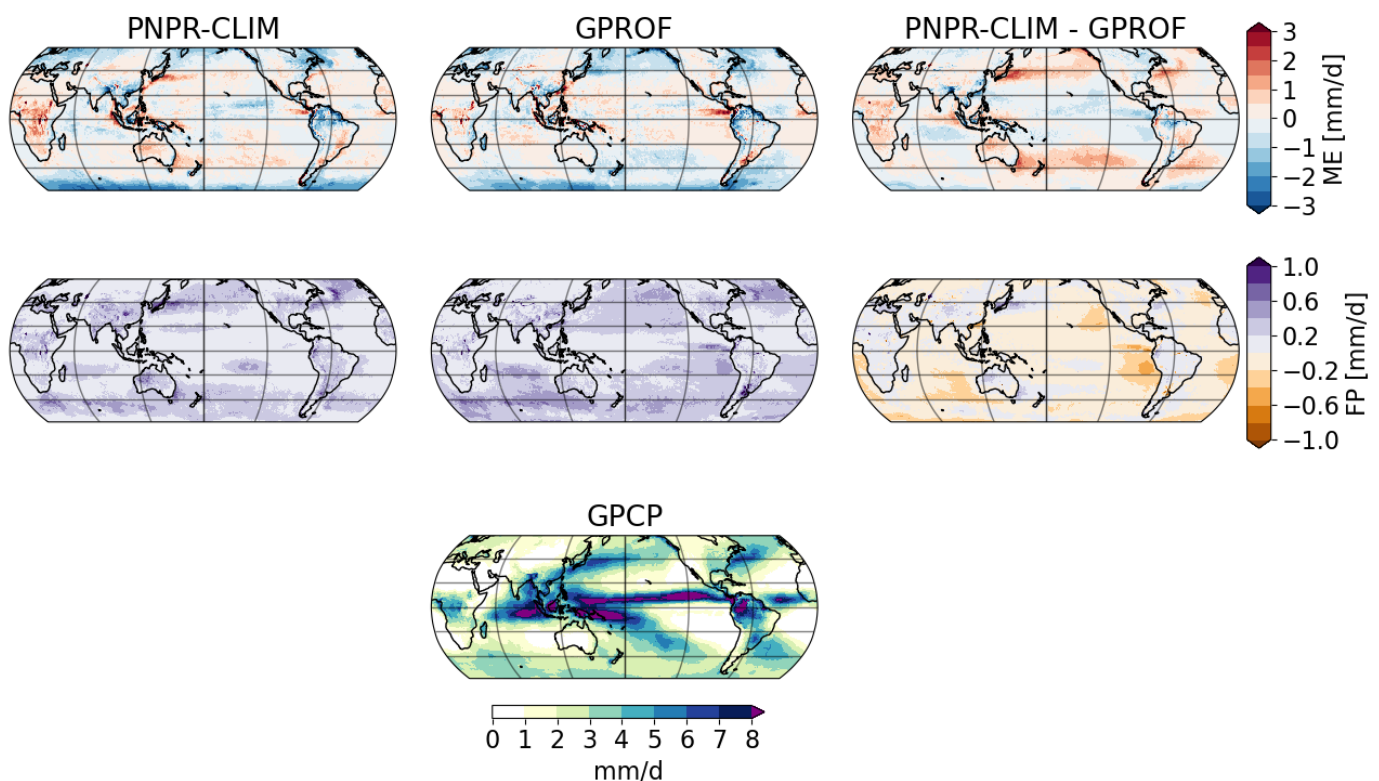 PNPR-CLIM
GPROF
PNPR-CLIM - GPROF
3
2
1
0
−1
−2
−3
ME [mm/d]
1.0
0.6
0.2
−0.2
−0.6
−1.0
FP [mm/d]
GPCP
0 1 2 3 4 5 6 7 8
mm/d